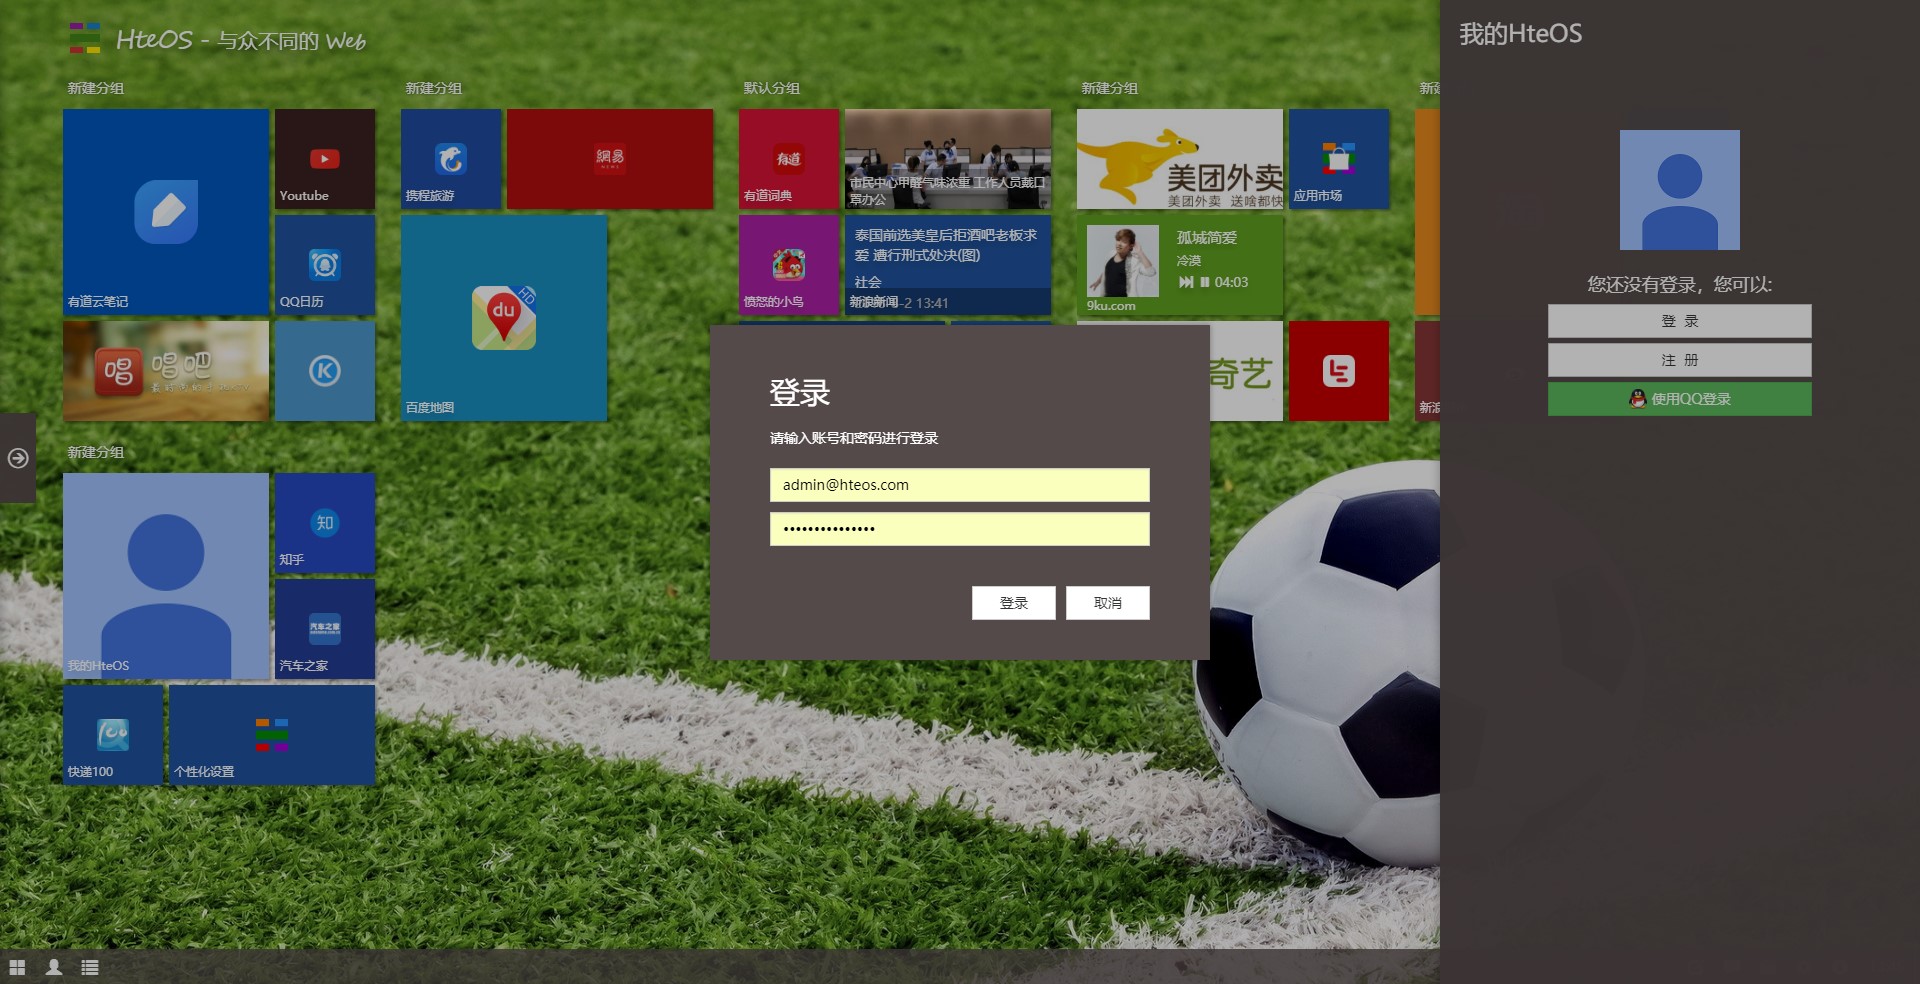 HteOS - 与众不同的 Web
新建分组
有道云笔记
Youtube
QQ日历
唱
唱吧
K
新建分组
携程旅游
網易
NEWS
du
HD
百度地图
默认分组
有道
有道词典
市民中心甲醛气味浓重 工作人员戴口
罩办公
愤怒的小鸟
泰国前选美皇后拒酒吧老板求
爱 遭行刑式处决(图)
社会
新浪新闻
-2 13:41
新建分组
美团外卖
美团外卖 送啥都快
应用市场
孤城简爱
冷漠
04:03
9ku.com
奇艺
新建分组
我的HteOS
知
知乎
汽车之家
汽车之家
快递100
个性化设置
登录
请输入账号和密码进行登录
admin@hteos.com
•••••••••••••••
登录
取消
我的HteOS
您还没有登录，您可以:
登 录
注 册
使用QQ登录